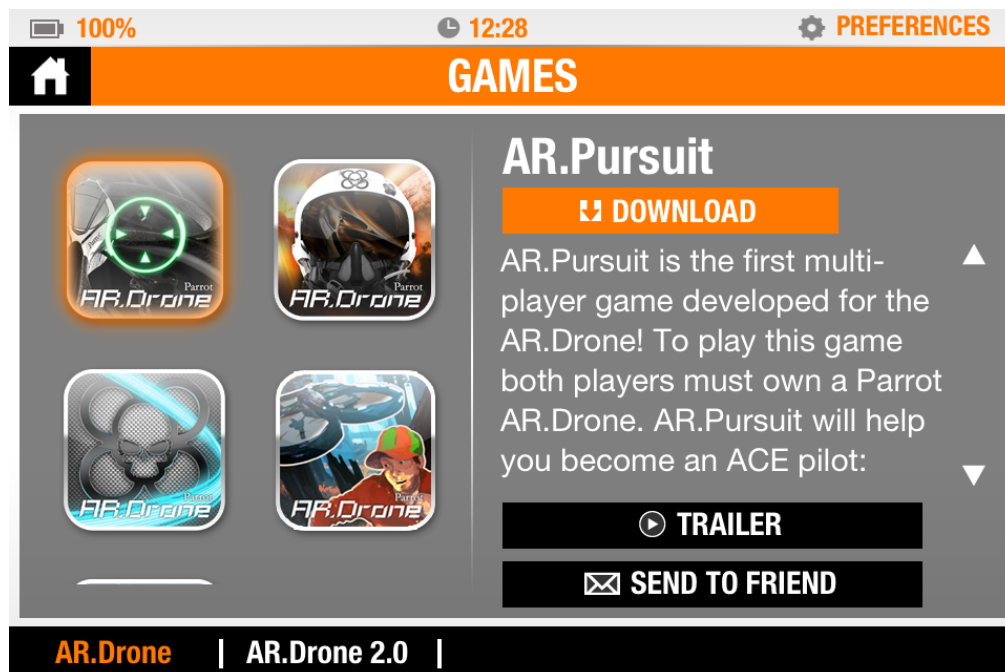 100%
12:28
PREFERENCES
GAMES
Parrot
AR.Drone
Parrot
AR.Drone
Parrot
AR.Drone
Parrot
AR.Drone
AR.Pursuit
DOWNLOAD
AR.Pursuit is the first multi-
player game developed for the
AR.Drone! To play this game
both players must own a Parrot
AR.Drone. AR.Pursuit will help
you become an ACE pilot:
TRAILER
SEND TO FRIEND
AR.Drone | AR.Drone 2.0 |